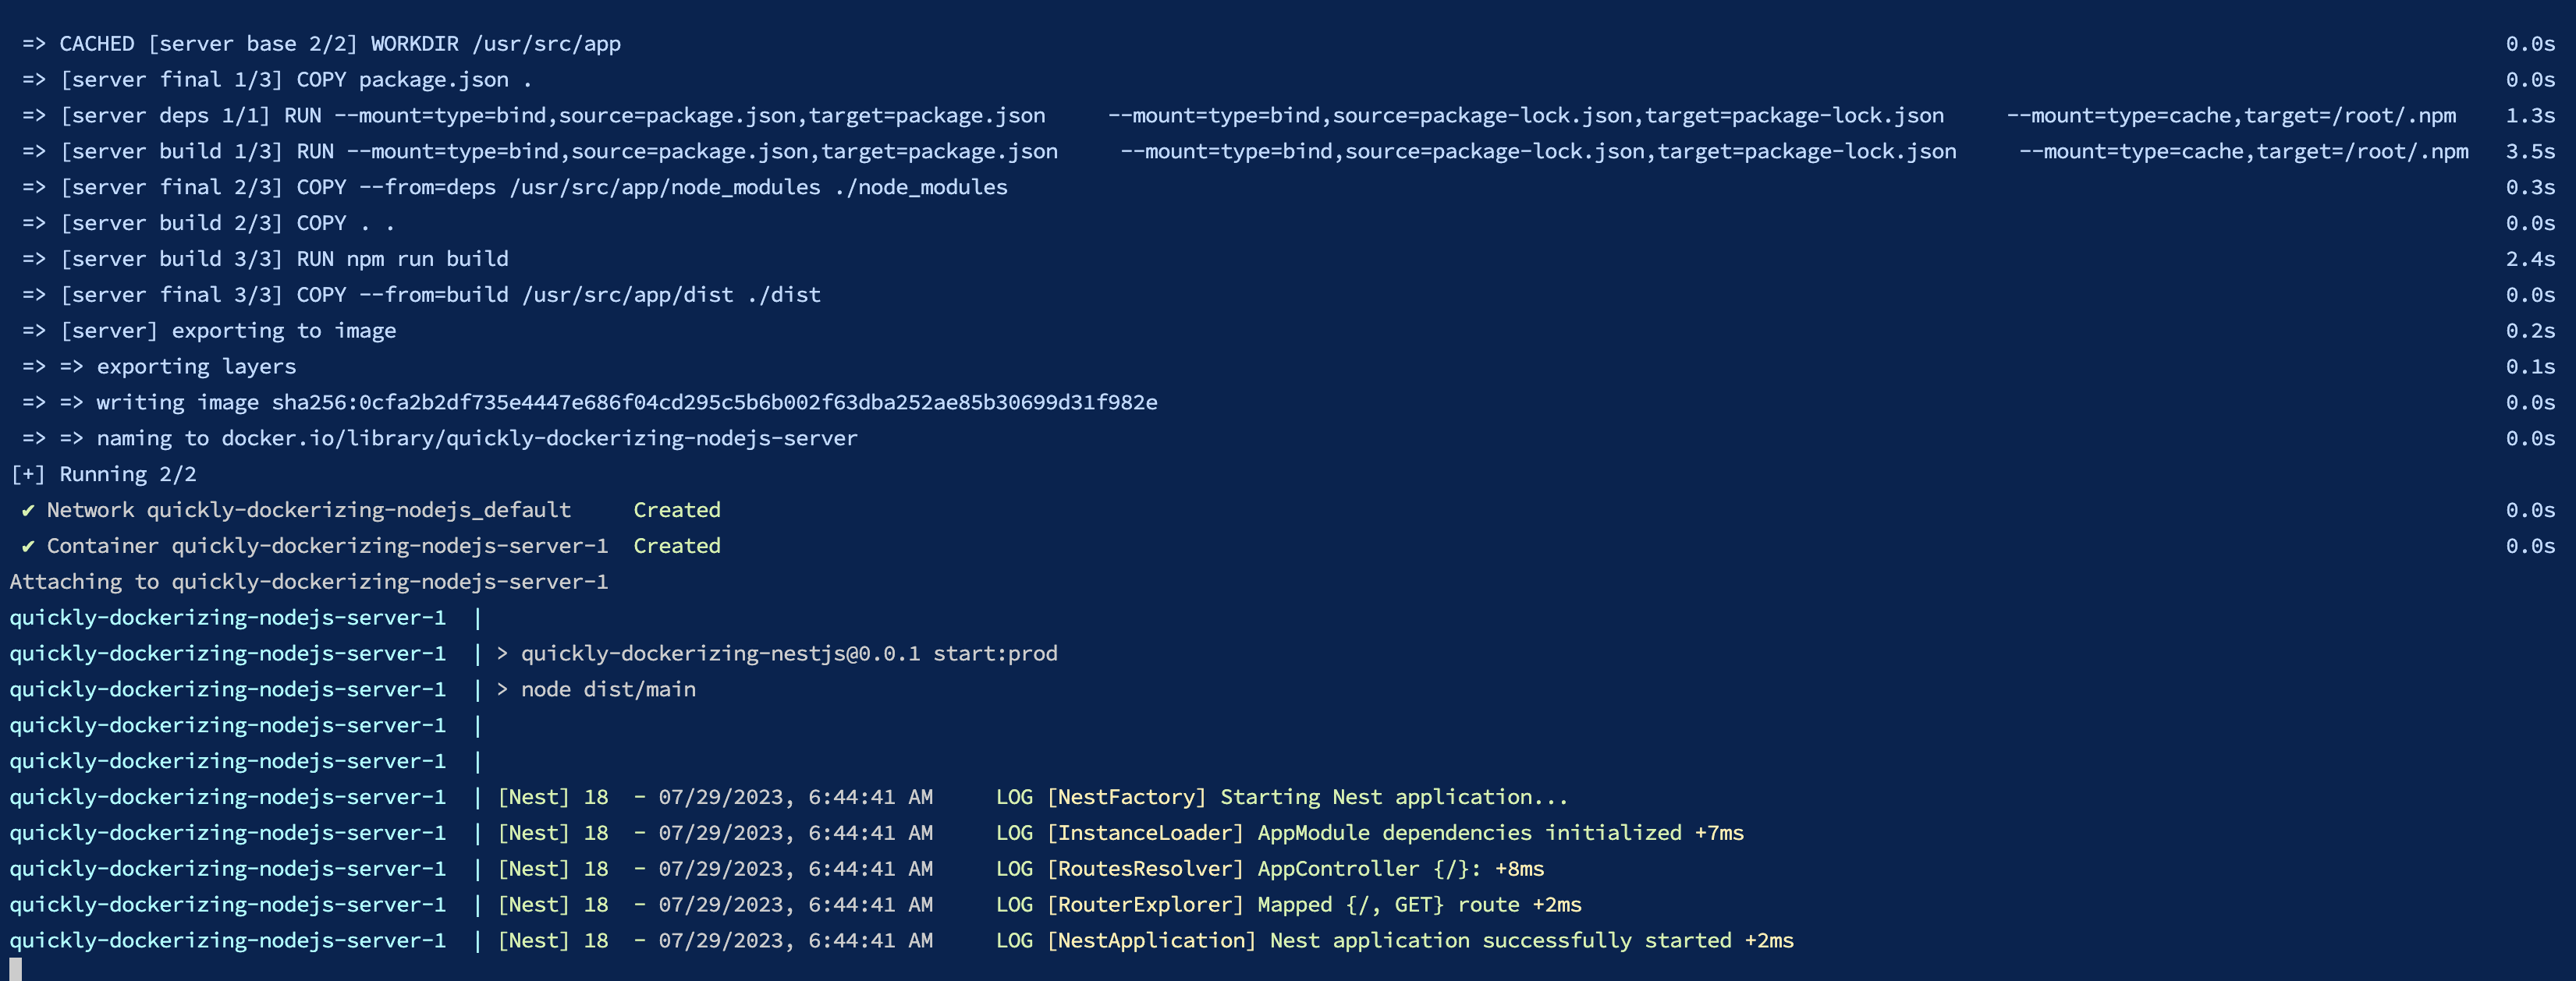 => CACHED [server base 2/2] WORKDIR /usr/src/app 0.0s
=> [server final 1/3] COPY package.json . 0.0s
=> [server deps 1/1] RUN --mount=type=bind,source=package.json,target=package.json --mount=type=bind,source=package-lock.json,target=package-lock.json --mount=type=cache,target=/root/.npm 1.3s
=> [server build 1/3] RUN --mount=type=bind,source=package.json,target=package.json --mount=type=bind,source=package-lock.json,target=package-lock.json --mount=type=cache,target=/root/.npm 3.5s
=> [server final 2/3] COPY --from=deps /usr/src/app/node_modules ./node_modules 0.3s
=> [server build 2/3] COPY . . 0.0s
=> [server build 3/3] RUN npm run build 2.4s
=> [server final 3/3] COPY --from=build /usr/src/app/dist ./dist 0.0s
=> [server] exporting to image 0.2s
=> => exporting layers 0.1s
=> => writing image sha256:0cfa2b2df735e4447e686f04cd295c5b6b002f63dba252ae85b30699d31f982e 0.0s
=> => naming to docker.io/library/quickly-dockerizing-nodejs-server 0.0s
[+] Running 2/2
✔ Network quickly-dockerizing-nodejs_default Created 0.0s
✔ Container quickly-dockerizing-nodejs-server-1 Created 0.0s
Attaching to quickly-dockerizing-nodejs-server-1
quickly-dockerizing-nodejs-server-1 |
quickly-dockerizing-nodejs-server-1 | > quickly-dockerizing-nestjs@0.0.1 start:prod
quickly-dockerizing-nodejs-server-1 | > node dist/main
quickly-dockerizing-nodejs-server-1 |
quickly-dockerizing-nodejs-server-1 |
quickly-dockerizing-nodejs-server-1 | [Nest] 18 - 07/29/2023, 6:44:41 AM LOG [NestFactory] Starting Nest application...
quickly-dockerizing-nodejs-server-1 | [Nest] 18 - 07/29/2023, 6:44:41 AM LOG [InstanceLoader] AppModule dependencies initialized +7ms
quickly-dockerizing-nodejs-server-1 | [Nest] 18 - 07/29/2023, 6:44:41 AM LOG [RoutesResolver] AppController {/}: +8ms
quickly-dockerizing-nodejs-server-1 | [Nest] 18 - 07/29/2023, 6:44:41 AM LOG [RouterExplorer] Mapped {/, GET} route +2ms
quickly-dockerizing-nodejs-server-1 | [Nest] 18 - 07/29/2023, 6:44:41 AM LOG [NestApplication] Nest application successfully started +2ms